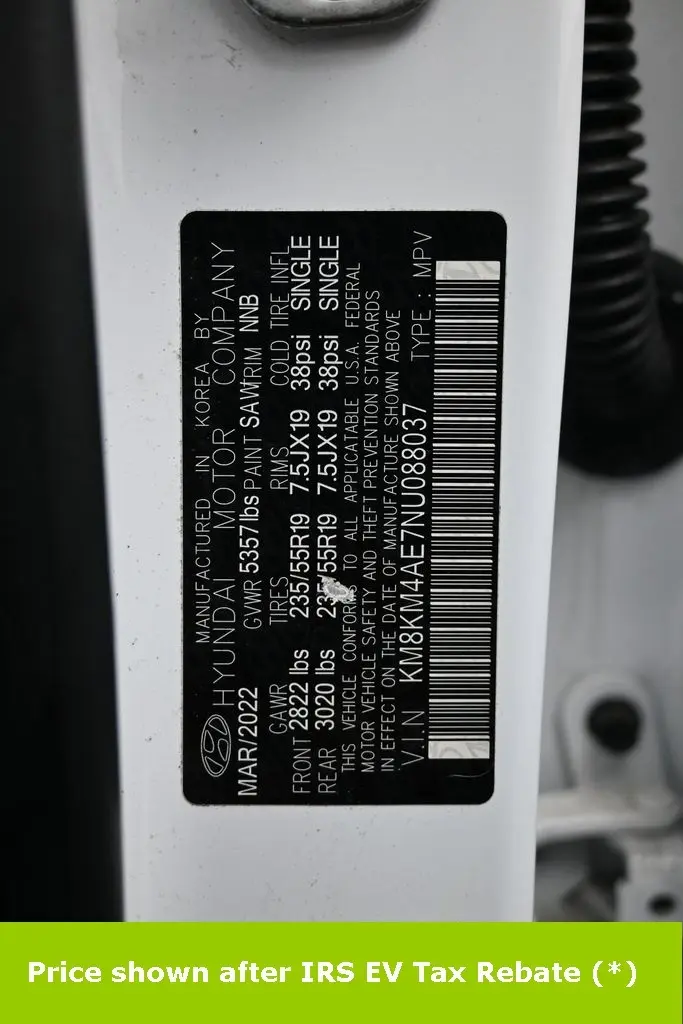 MANUFACTURED IN KOREA BY
HYUNDAI MOTOR COMPANY
MAR/2022 GVWR 5357lbs PAINT SAW TRIM NNB
GAWR TIRES RIMS COLD TIRE INFL
FRONT 2822 lbs 235/55R19 7.5JX19 38psi SINGLE
REAR 3020 lbs 235/55R19 7.5JX19 38psi SINGLE
THIS VEHICLE CONFORMS TO ALL APPLICATABLE U.S.A. FEDERAL
MOTOR VEHICLE SAFETY AND THEFT PREVENTION STANDARDS
IN EFFECT ON THE DATE OF MANUFACTURE SHOWN ABOVE
V.I.N KM8KM4AE7NU088037 TYPE : MPV
Price shown after IRS EV Tax Rebate (*)